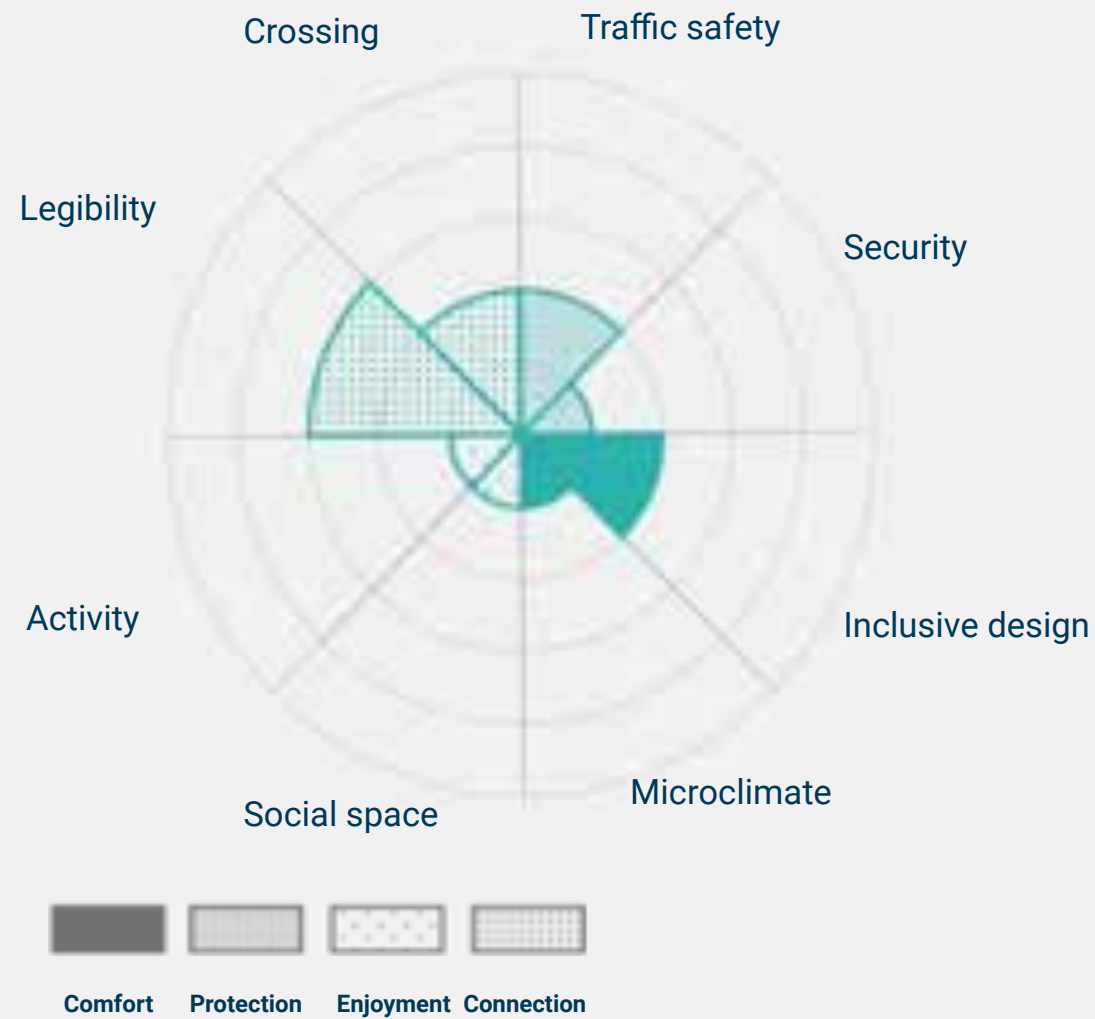 Crossing
Traffic safety
Legibility
Security
Activity
Inclusive design
Social space
Microclimate
Comfort
Protection
Enjoyment
Connection